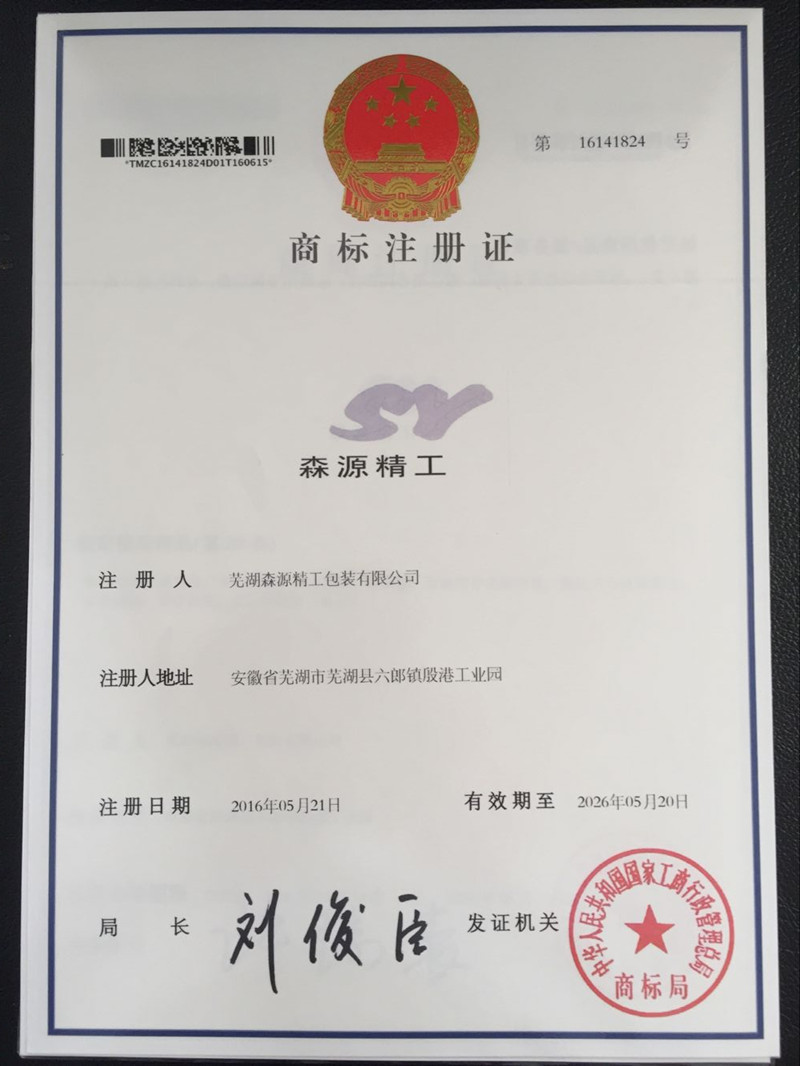 第 16141824 号
*TMZC16141824D01T160615*
商标注册证
SY
森源精工
注册人 芜湖森源精工包装有限公司
注册人地址 安徽省芜湖市芜湖县六郎镇殷港工业园
注册日期 2016年05月21日 有效期至 2026年05月20日
局长 刘俊臣 发证机关
中华人民共和国国家工商行政管理总局
商标局